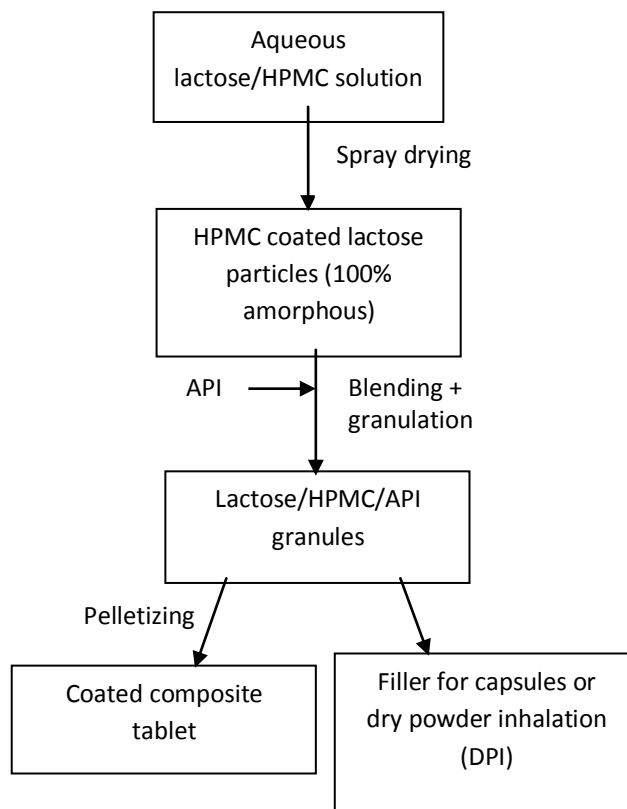 Aqueous
lactose/HPMC solution
Spray drying
HPMC coated lactose
particles (100%
amorphous)
API
Blending +
granulation
Lactose/HPMC/API
granules
Pelletizing
Coated composite
tablet
Filler for capsules or
dry powder inhalation
(DPI)